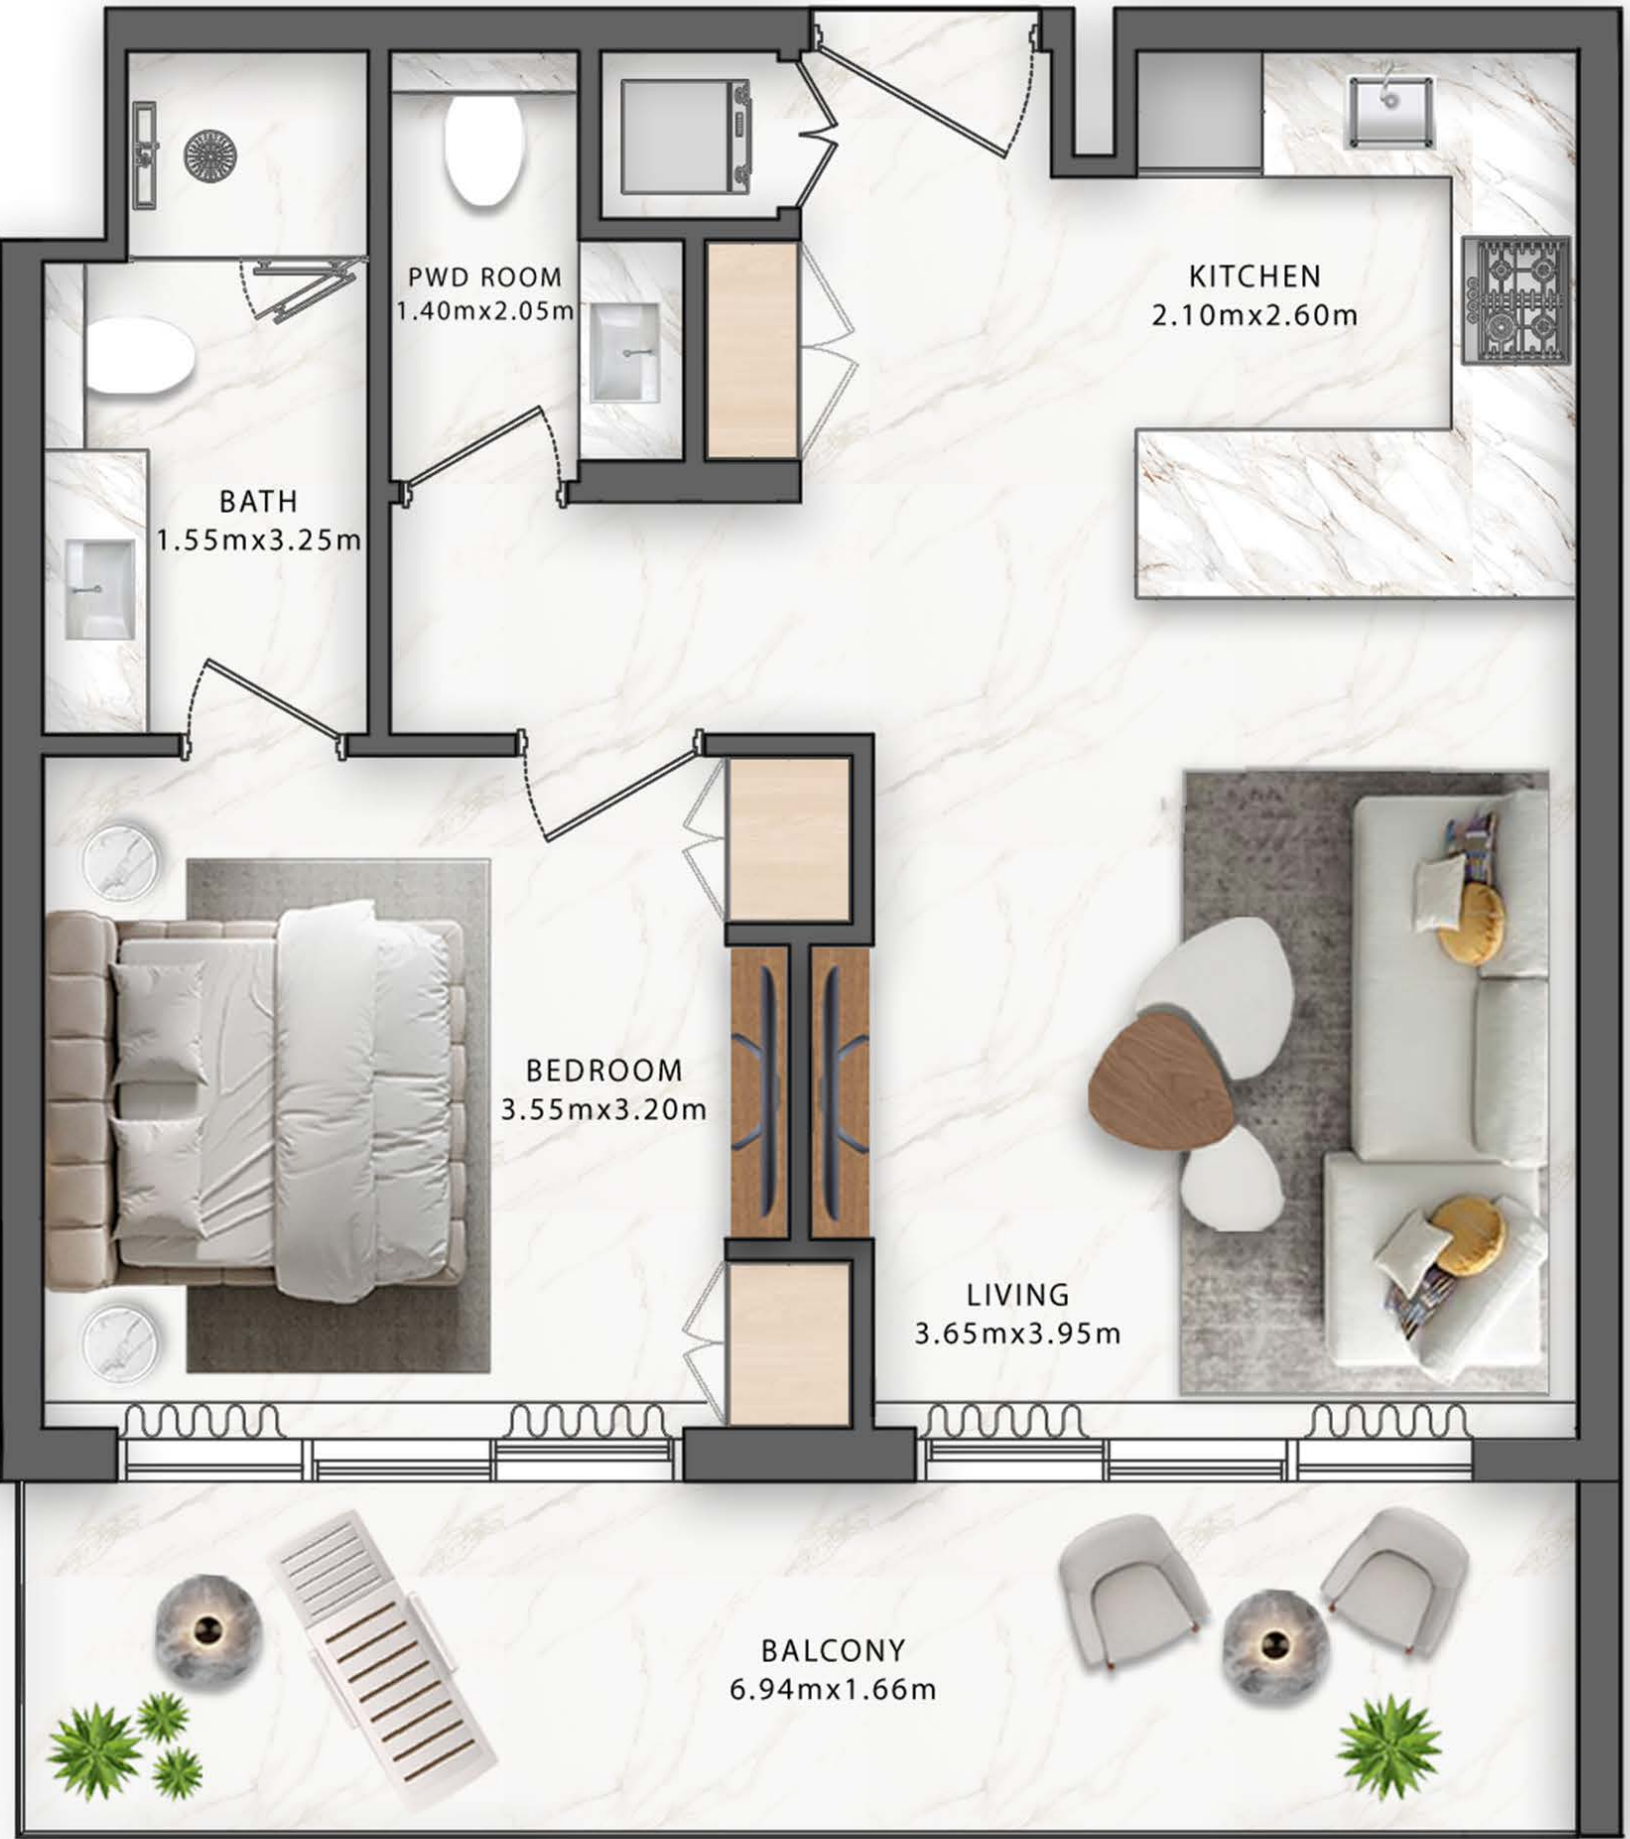 PWD ROOM
1.40mx2.05m
KITCHEN
2.10mx2.60m
BATH
1.55mx3.25m
BEDROOM
3.55mx3.20m
LIVING
3.65mx3.95m
BALCONY
6.94mx1.66m